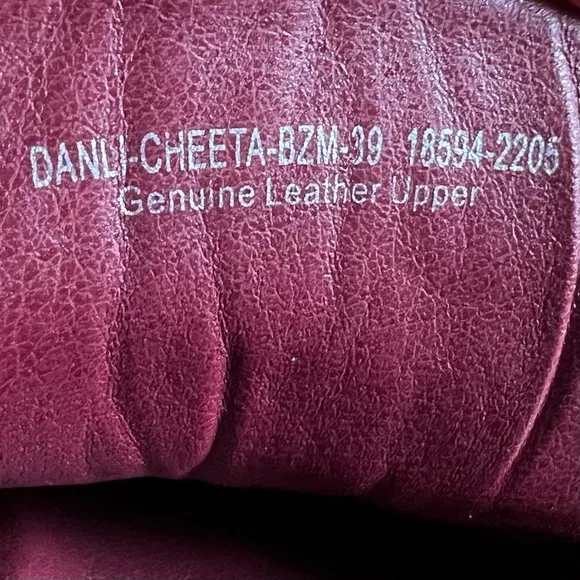 DANLI-CHEETA-BZM-39 18594-2205
Genuine Leather Upper